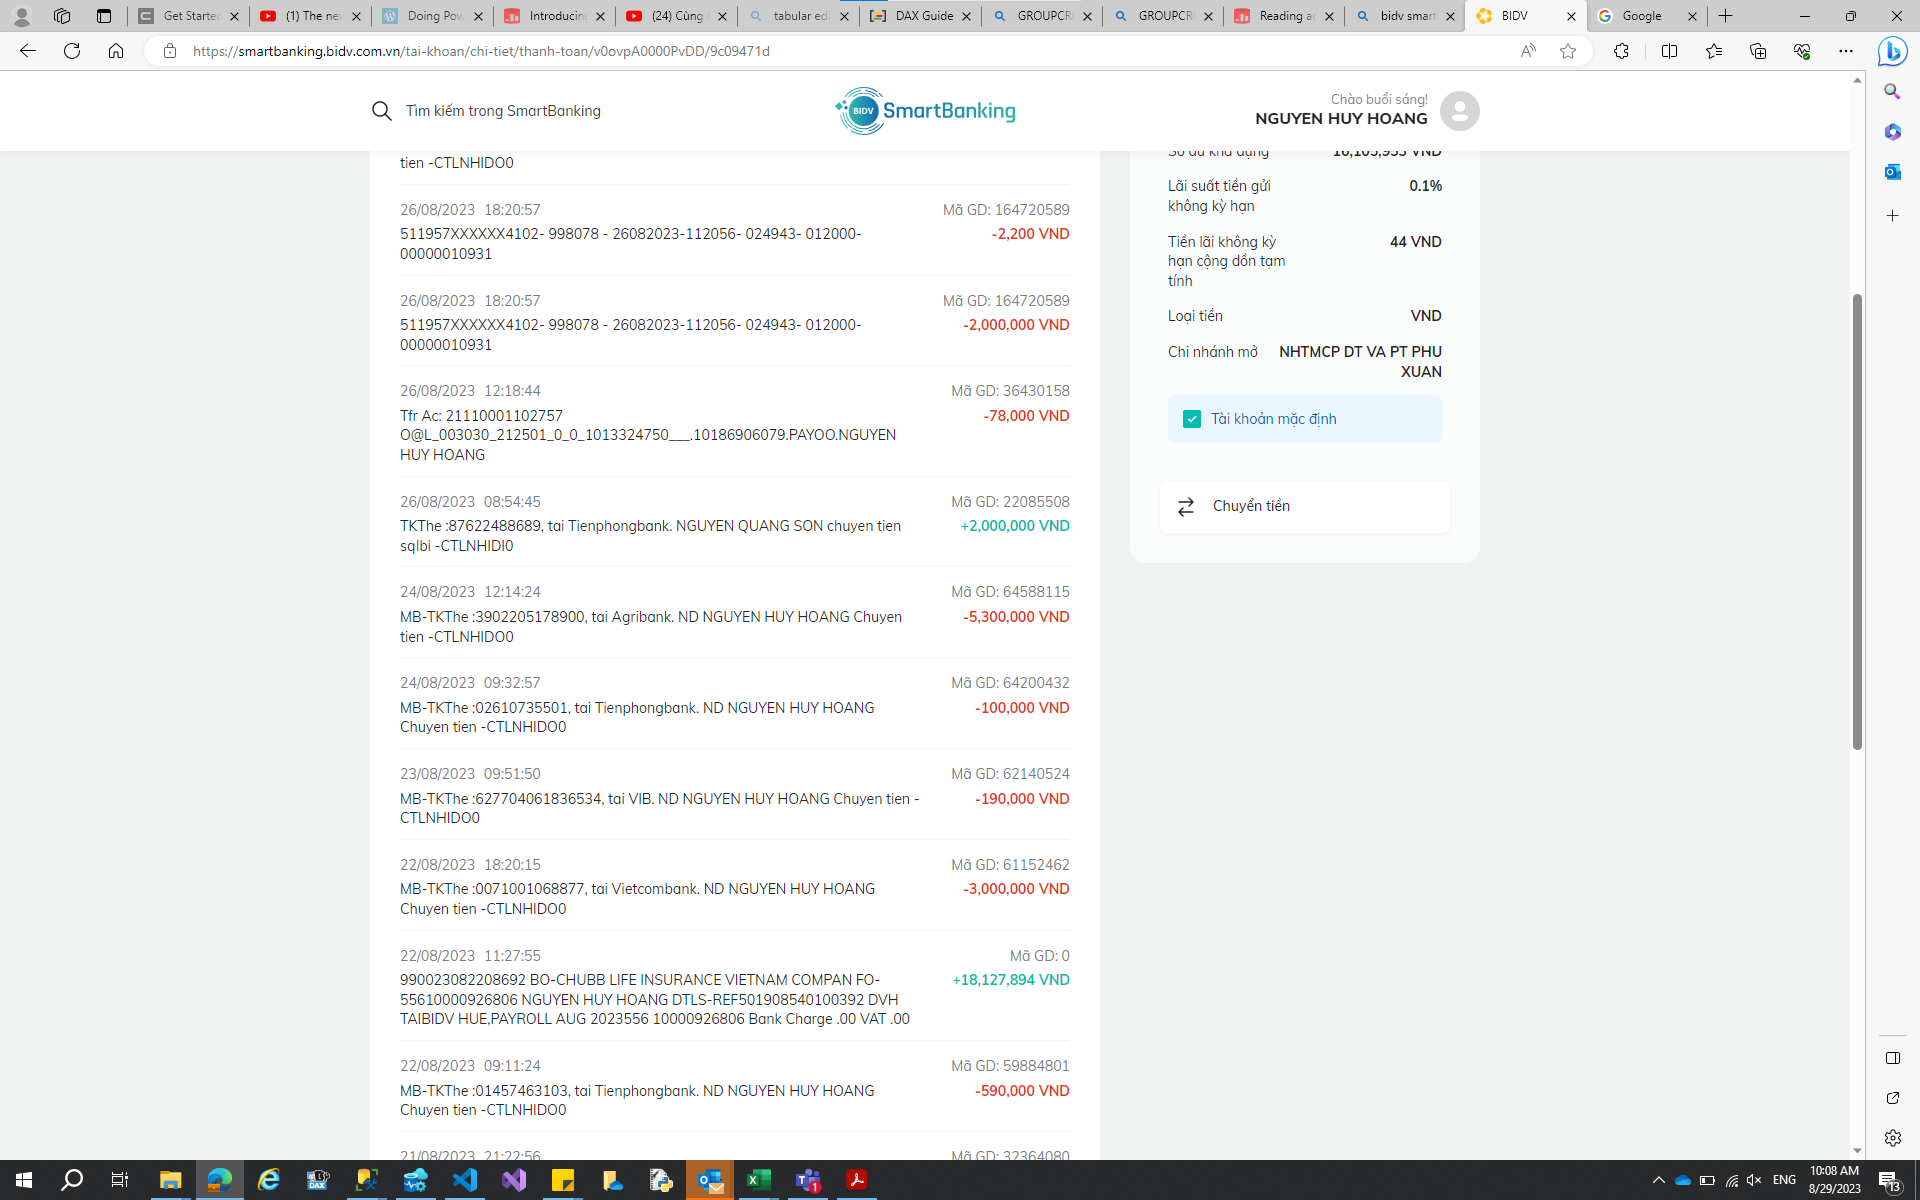 Get Starte
(1) The ne
Doing Pow
Introducin
(24) Cùng
tabular edi
DAX Guide
GROUPCR
GROUPCR
Reading a
bidv smart
BIDV
Google
https://smartbanking.bidv.com.vn/tai-khoan/chi-tiet/thanh-toan/v0ovpA0000PvDD/9c09471d
Tìm kiếm trong SmartBanking
BIDV SmartBanking
Chào buổi sáng!
NGUYEN HUY HOANG
tien -CTLNHIDO0
26/08/2023 18:20:57 Mã GD: 164720589
511957XXXXXX4102- 998078 - 26082023-112056- 024943- 012000- -2,200 VND
00000010931
26/08/2023 18:20:57 Mã GD: 164720589
511957XXXXXX4102- 998078 - 26082023-112056- 024943- 012000- -2,000,000 VND
00000010931
26/08/2023 12:18:44 Mã GD: 36430158
Tfr Ac: 21110001102757 -78,000 VND
O@L_003030_212501_0_0_1013324750___.10186906079.PAYOO.NGUYEN
HUY HOANG
26/08/2023 08:54:45 Mã GD: 22085508
TKThe :87622488689, tai Tienphongbank. NGUYEN QUANG SON chuyen tien +2,000,000 VND
sqlbi -CTLNHIDI0
24/08/2023 12:14:24 Mã GD: 64588115
MB-TKThe :3902205178900, tai Agribank. ND NGUYEN HUY HOANG Chuyen -5,300,000 VND
tien -CTLNHIDO0
24/08/2023 09:32:57 Mã GD: 64200432
MB-TKThe :02610735501, tai Tienphongbank. ND NGUYEN HUY HOANG -100,000 VND
Chuyen tien -CTLNHIDO0
23/08/2023 09:51:50 Mã GD: 62140524
MB-TKThe :627704061836534, tai VIB. ND NGUYEN HUY HOANG Chuyen tien - -190,000 VND
CTLNHIDO0
22/08/2023 18:20:15 Mã GD: 61152462
MB-TKThe :0071001068877, tai Vietcombank. ND NGUYEN HUY HOANG -3,000,000 VND
Chuyen tien -CTLNHIDO0
22/08/2023 11:27:55 Mã GD: 0
990023082208692 BO-CHUBB LIFE INSURANCE VIETNAM COMPAN FO- +18,127,894 VND
55610000926806 NGUYEN HUY HOANG DTLS-REF501908540100392 DVH
TAIBIDV HUE,PAYROLL AUG 2023556 10000926806 Bank Charge .00 VAT .00
22/08/2023 09:11:24 Mã GD: 59884801
MB-TKThe :01457463103, tai Tienphongbank. ND NGUYEN HUY HOANG -590,000 VND
Chuyen tien -CTLNHIDO0
21/08/2023 21:22:56 Mã GD: 32364080
Số dư khả dụng 16,105,953 VND
Lãi suất tiền gửi 0.1%
không kỳ hạn
Tiền lãi không kỳ 44 VND
hạn cộng dồn tạm
tính
Loại tiền VND
Chi nhánh mở NHTMCP DT VA PT PHU
XUAN
Tài khoản mặc định
Chuyển tiền
ENG
10:08 AM
8/29/2023
13